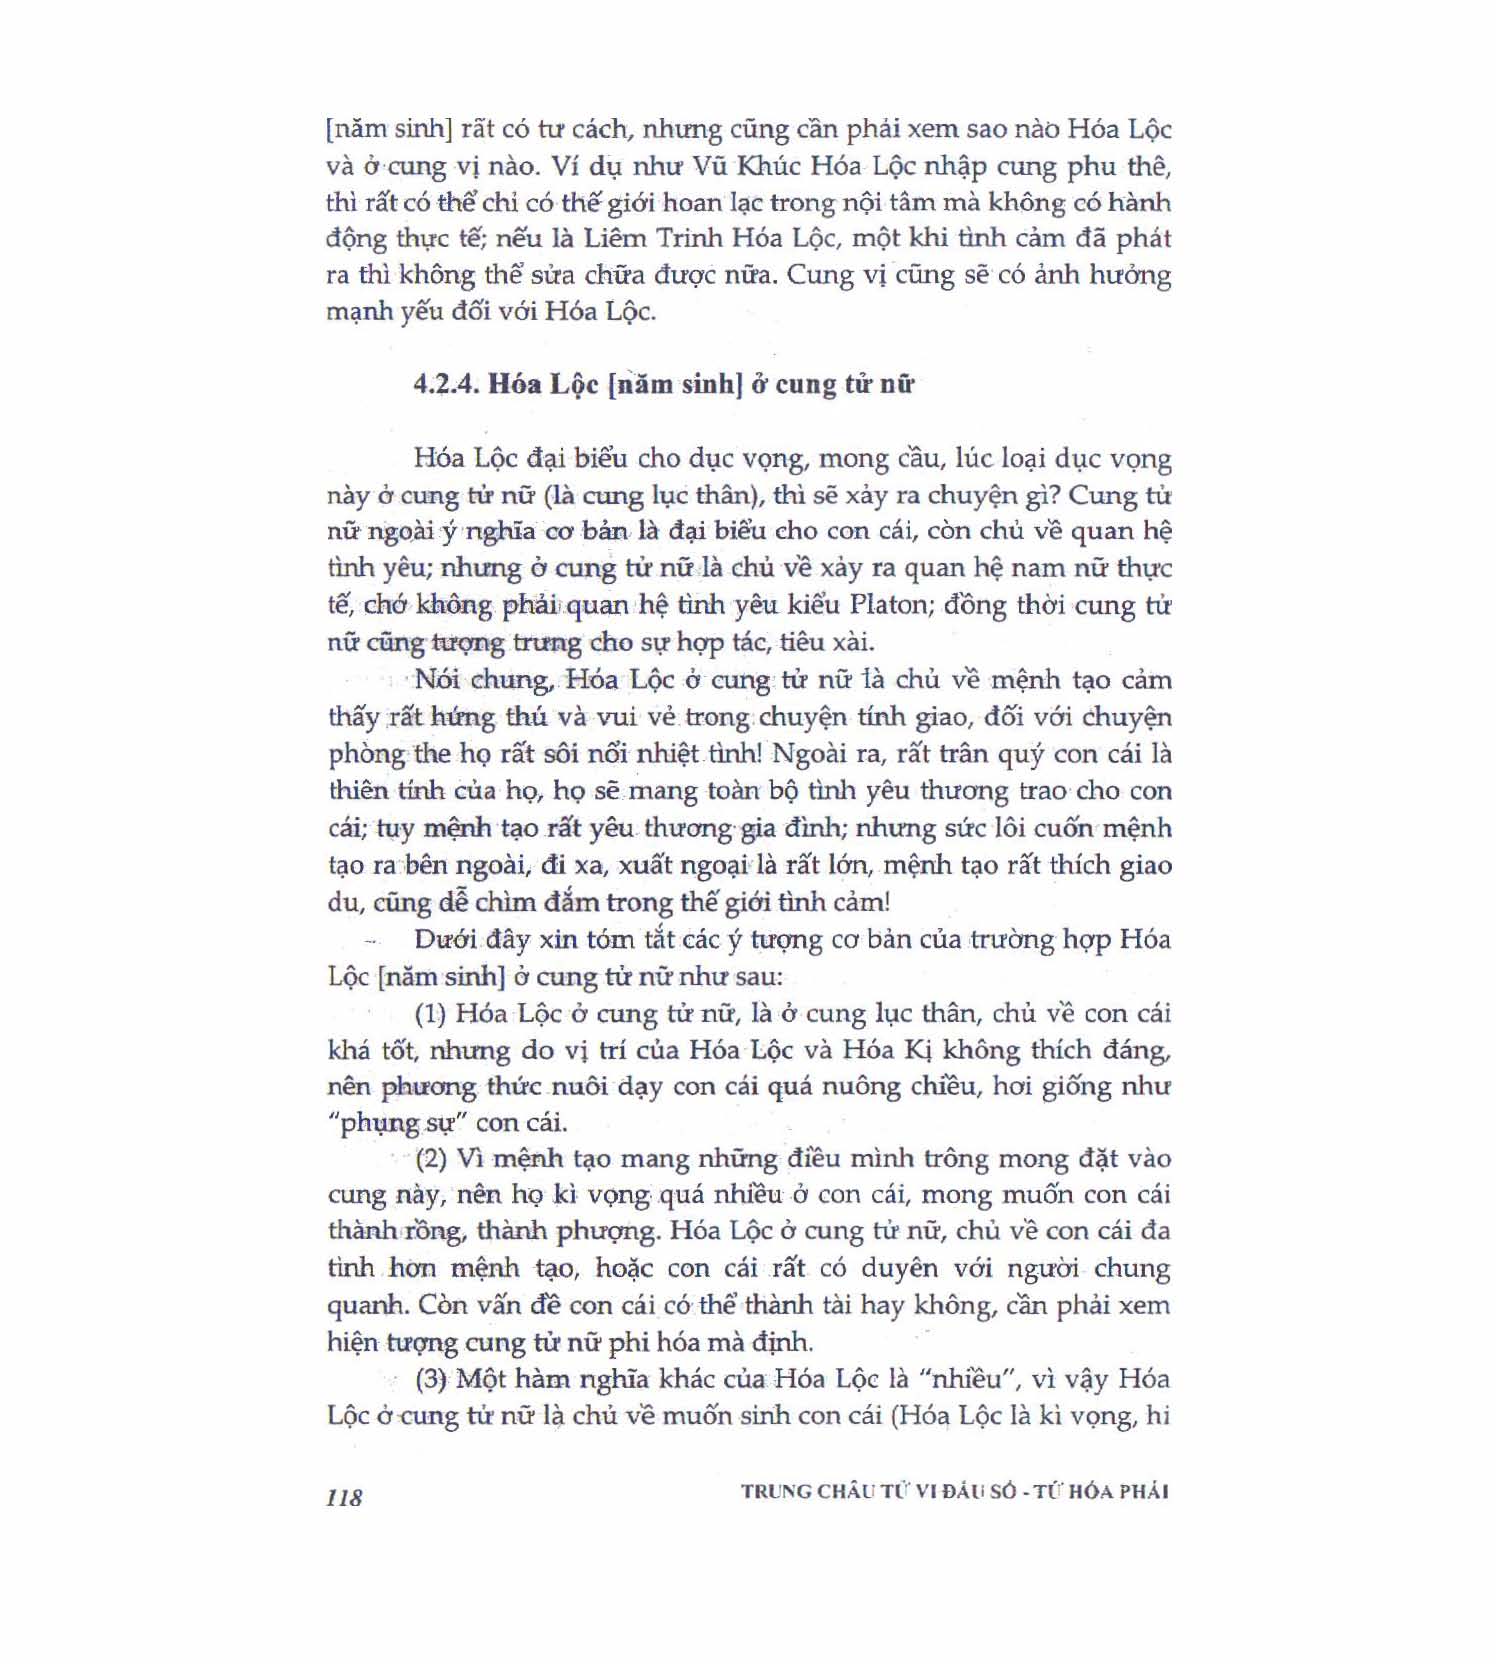 [năm sinh] rất có tư cách, nhưng cũng cần phải xem sao nào Hóa Lộc
và ở cung vị nào. Ví dụ như Vũ Khúc Hóa Lộc nhập cung phu thê,
thì rất có thể chỉ có thế giới hoan lạc trong nội tâm mà không có hành
động thực tế; nếu là Liêm Trinh Hóa Lộc, một khi tình cảm đã phát
ra thì không thể sửa chữa được nữa. Cung vị cũng sẽ có ảnh hưởng
mạnh yếu đối với Hóa Lộc.
4.2.4. Hóa Lộc [năm sinh] ở cung tử nữ
Hóa Lộc đại biểu cho dục vọng, mong cầu, lúc loại dục vọng
này ở cung tử nữ (là cung lục thân), thì sẽ xảy ra chuyện gì? Cung tử
nữ ngoài ý nghĩa cơ bản là đại biểu cho con cái, còn chủ về quan hệ
tình yêu; nhưng ở cung tử nữ là chủ về xảy ra quan hệ nam nữ thực
tế, chớ không phải quan hệ tình yêu kiểu Platon; đồng thời cung tử
nữ cũng tượng trưng cho sự hợp tác, tiêu xài.
Nói chung, Hóa Lộc ở cung tử nữ là chủ về mệnh tạo cảm
thấy rất hứng thú và vui vẻ trong chuyện tính giao, đối với chuyện
phòng the họ rất sôi nổi nhiệt tình! Ngoài ra, rất trân quý con cái là
thiên tính của họ, họ sẽ mang toàn bộ tình yêu thương trao cho con
cái; tuy mệnh tạo rất yêu thương gia đình; nhưng sức lôi cuốn mệnh
tạo ra bên ngoài, đi xa, xuất ngoại là rất lớn, mệnh tạo rất thích giao
du, cũng dễ chìm đắm trong thế giới tình cảm!
Dưới đây xin tóm tắt các ý tượng cơ bản của trường hợp Hóa
Lộc [năm sinh] ở cung tử nữ như sau:
(1) Hóa Lộc ở cung tử nữ, là ở cung lục thân, chủ về con cái
khá tốt, nhưng do vị trí của Hóa Lộc và Hóa Kị không thích đáng,
nên phương thức nuôi dạy con cái quá nuông chiều, hơi giống như
"phụng sự" con cái.
(2) Vì mệnh tạo mang những điều mình trông mong đặt vào
cung này, nên họ kì vọng quá nhiều ở con cái, mong muốn con cái
thành rồng, thành phượng. Hóa Lộc ở cung tử nữ, chủ về con cái đa
tình hơn mệnh tạo, hoặc con cái rất có duyên với người chung
quanh. Còn vấn đề con cái có thể thành tài hay không, cần phải xem
hiện tượng cung tử nữ phi hóa mà định.
(3) Một hàm nghĩa khác của Hóa Lộc là "nhiều", vì vậy Hóa
Lộc ở cung tử nữ là chủ về muốn sinh con cái (Hóa Lộc là kì vọng, hi
118
TRUNG CHÂU TỬ VI ĐẨU SỐ - TỨ HÓA PHÁI